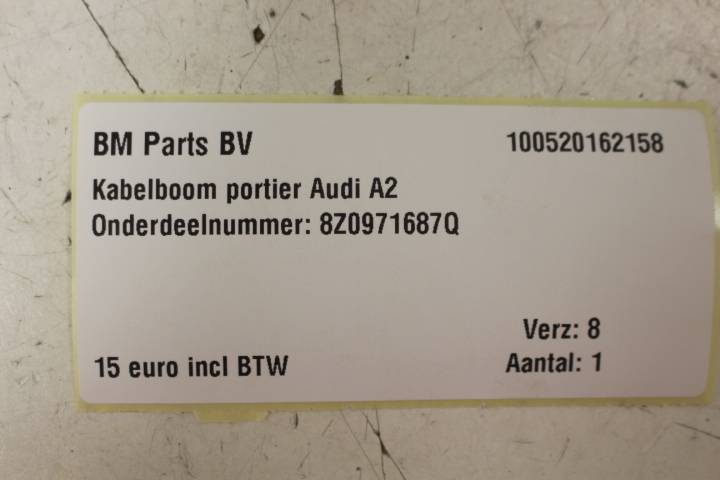 BM Parts BV
100520162158
Kabelboom portier Audi A2
Onderdeelnummer: 8Z0971687Q
Verz: 8
15 euro incl BTW
Aantal: 1